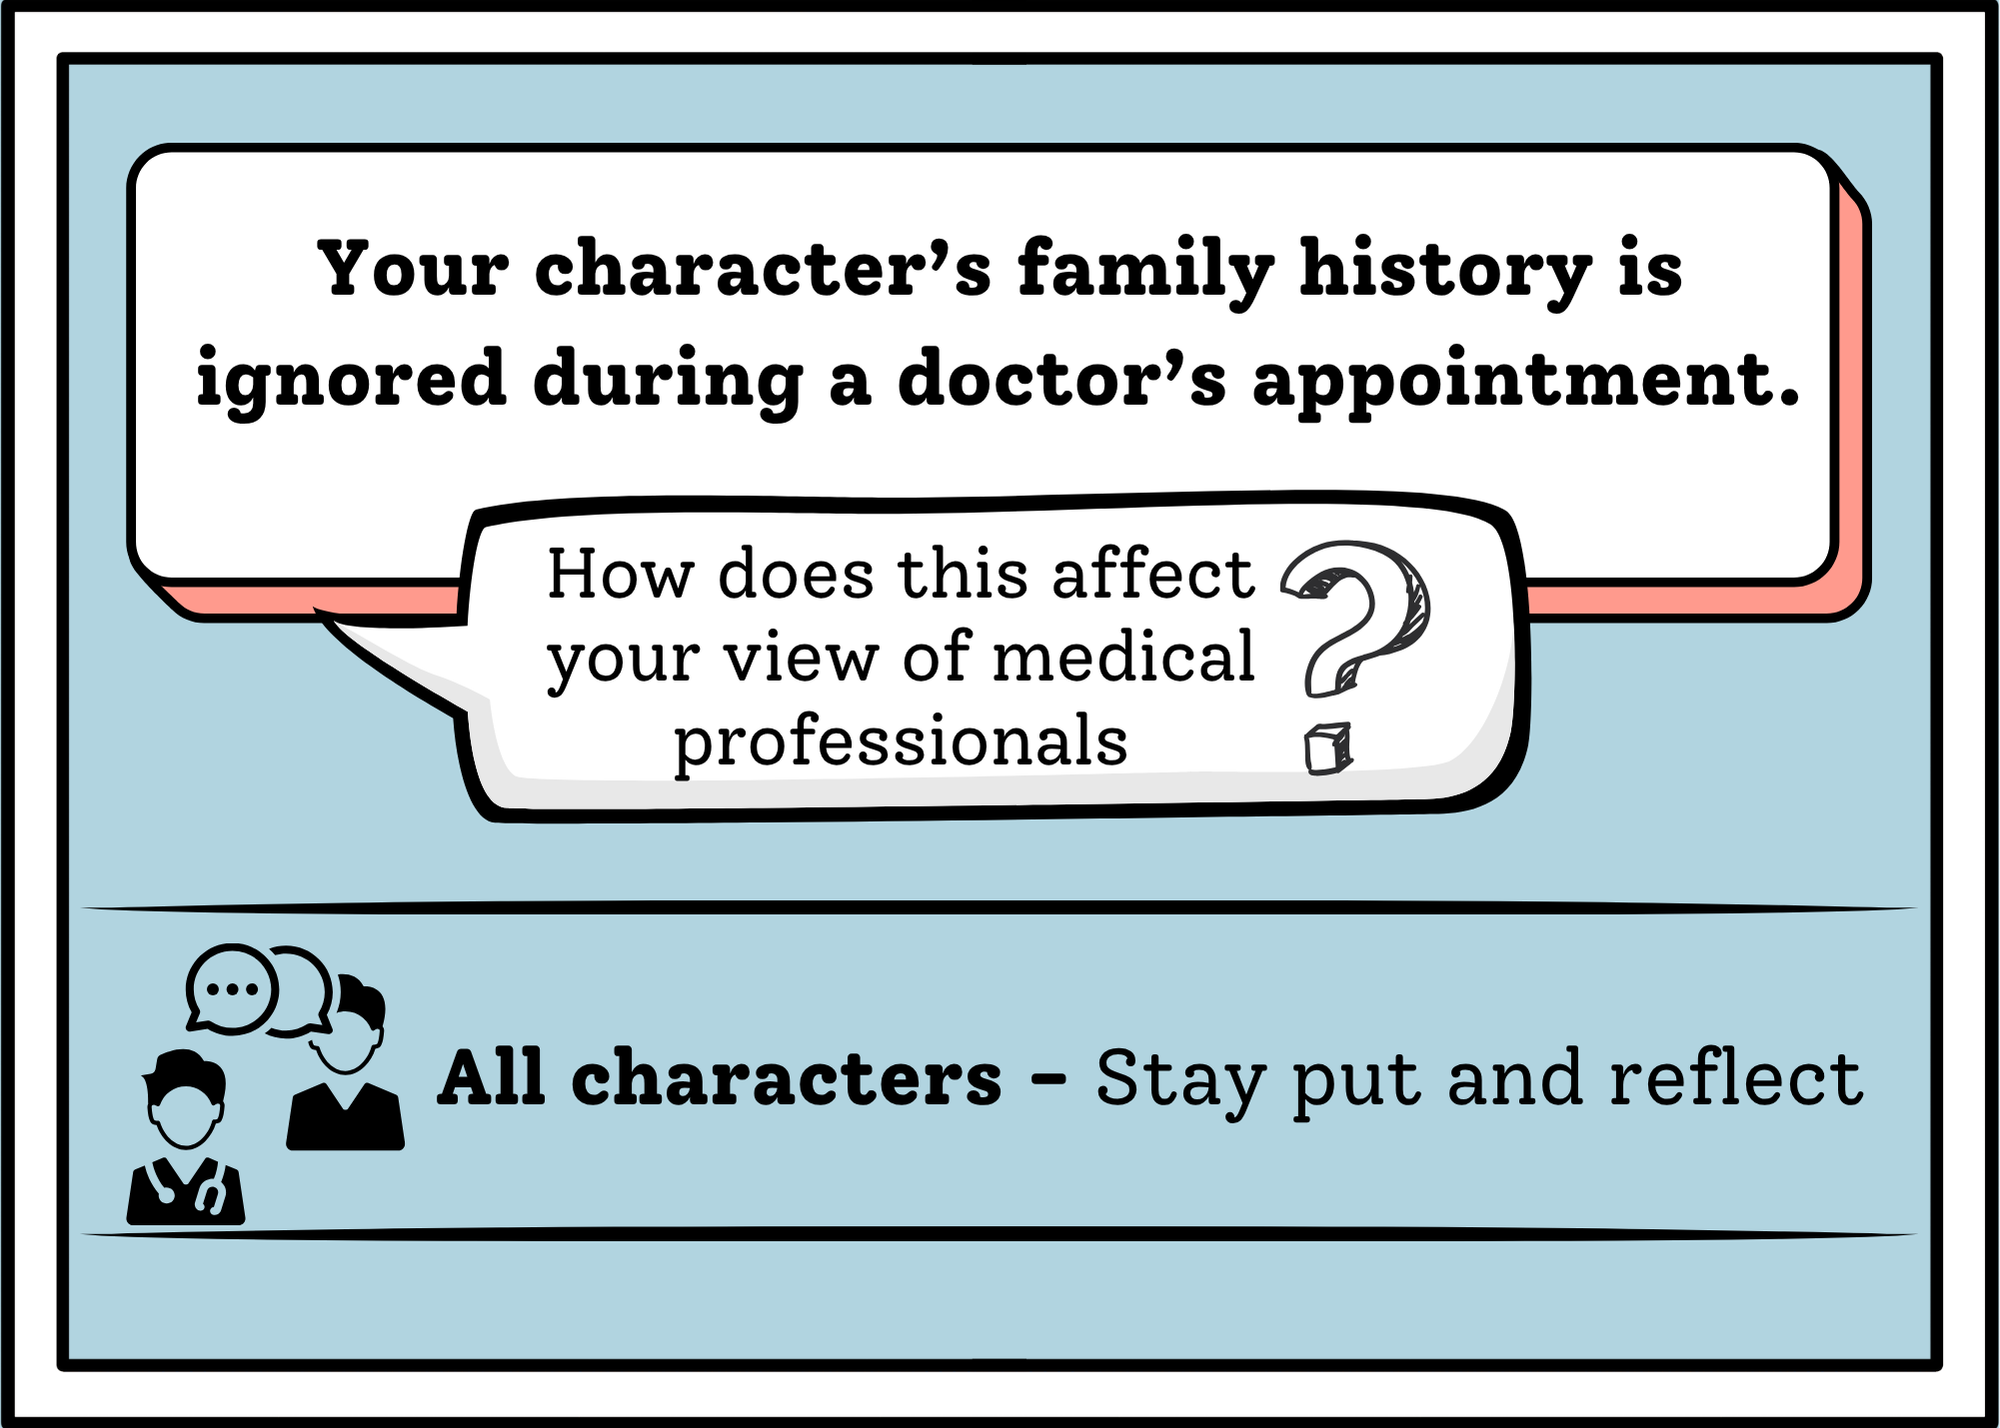 Your character’s family history is
ignored during a doctor’s appointment.
How does this affect
your view of medical
professionals
?
All characters – Stay put and reflect